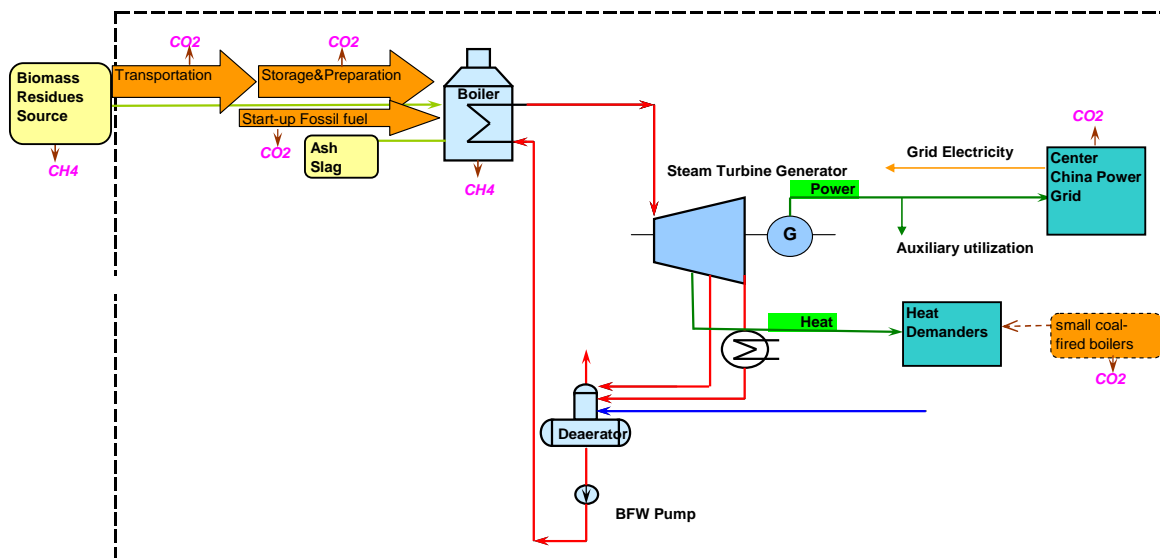 CO2
CO2
Transportation
Storage&Preparation
Biomass
Residues
Source
Boiler
Start-up Fossil fuel
CO2
Ash
Slag
CH4
CH4
CO2
Grid Electricity
Center
China Power
Grid
Steam Turbine Generator
Power
G
Auxiliary utilization
Heat
Heat
Demanders
small coal-
fired boilers
CO2
Deaerator
BFW Pump